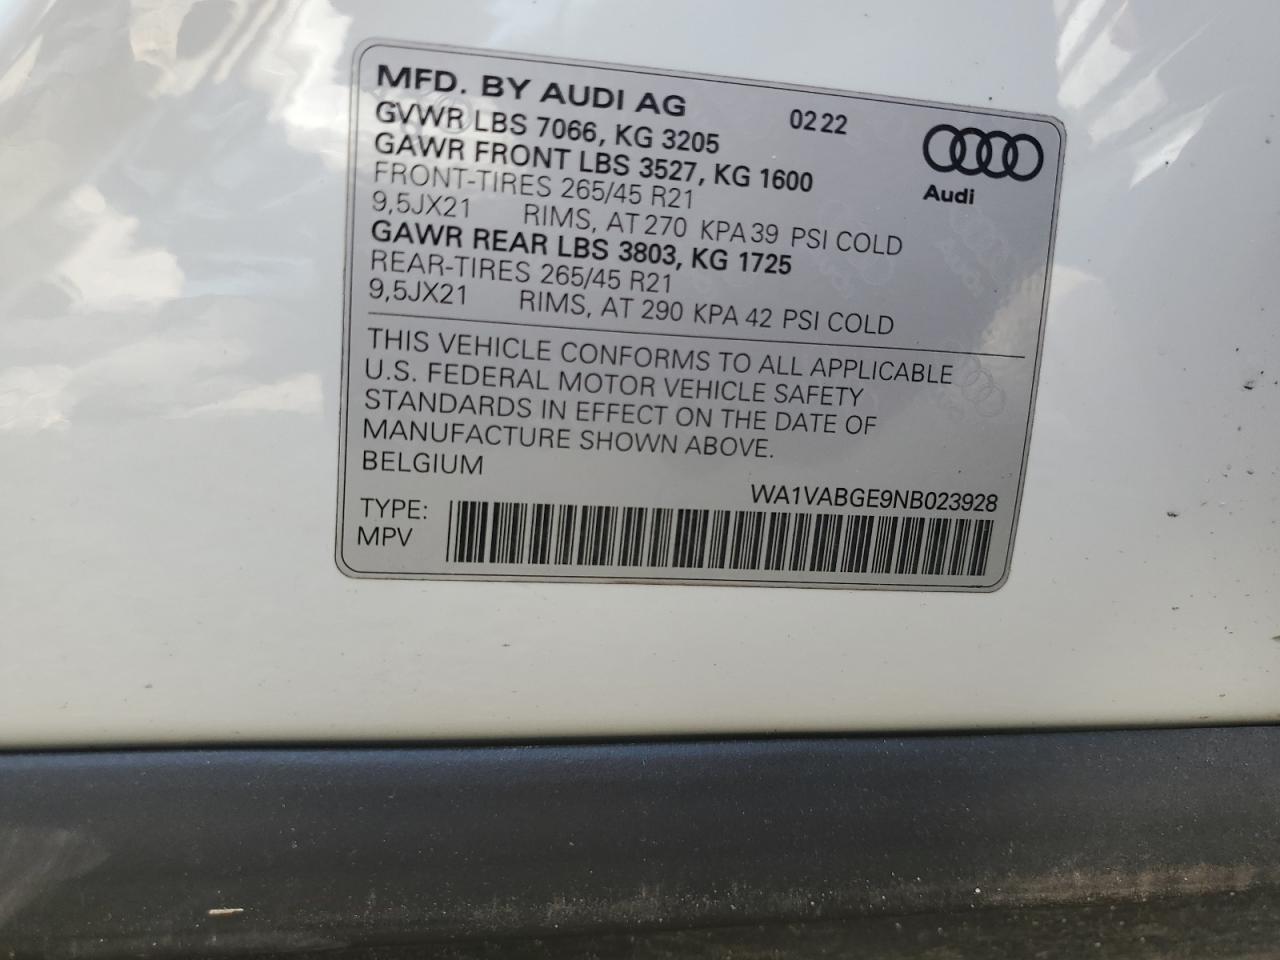 MFD. BY AUDI AG 02 22
GVWR LBS 7066, KG 3205
GAWR FRONT LBS 3527, KG 1600
FRONT-TIRES 265/45 R21
9,5JX21 RIMS, AT 270 KPA 39 PSI COLD
GAWR REAR LBS 3803, KG 1725
REAR-TIRES 265/45 R21
9,5JX21 RIMS, AT 290 KPA 42 PSI COLD
Audi
THIS VEHICLE CONFORMS TO ALL APPLICABLE
U.S. FEDERAL MOTOR VEHICLE SAFETY
STANDARDS IN EFFECT ON THE DATE OF
MANUFACTURE SHOWN ABOVE.
BELGIUM
WA1VABGE9NB023928
TYPE:
MPV